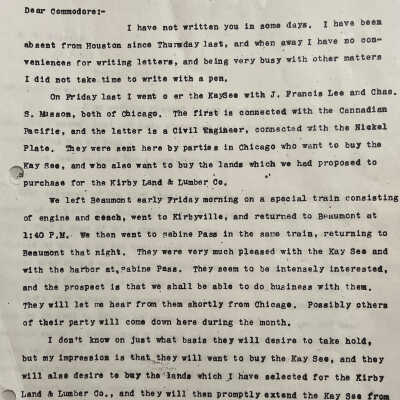 Dear Commodore:-
I have not written you in some days. I have been
absent from Houston since Thursday last, and when away I have no con-
veniences for writing letters, and being very busy with other matters
I did not take time to write with a pen.
On Friday last I went o er the KaySee with J. Francis Lee and Chas.
S. Musson, both of Chicago. The first is connected with the Cannadian
Pacific, and the latter is a Civil Engineer, connected with the Nickel
Plate. They were sent here by parties in Chicago who want to buy the
Kay See, and who also want to buy the lands which we had proposed to
purchase for the Kirby Land & Lumber Co.
We left Beaumont early Friday morning on a special train consisting
of engine and coach, went to Kirbyville, and returned to Beaumont at
1:40 P.M. We then went to Sabine Pass in the same train, returning to
Beaumont that night. They were very much pleased with the Kay See and
with the harbor at Sabine Pass. They seem to be intensely interested,
and the prospect is that we shall be able to do business with them.
They will let me hear from them shortly from Chicago. Possibly others
of their party will come down here during the month.
I don't know on just what basis they will desire to take hold,
but my impression is that they will want to buy the Kay See, and they
will also desire to buy the lands which I have selected for the Kirby
Land & Lumber Co., and they will then promptly extend the Kay See from